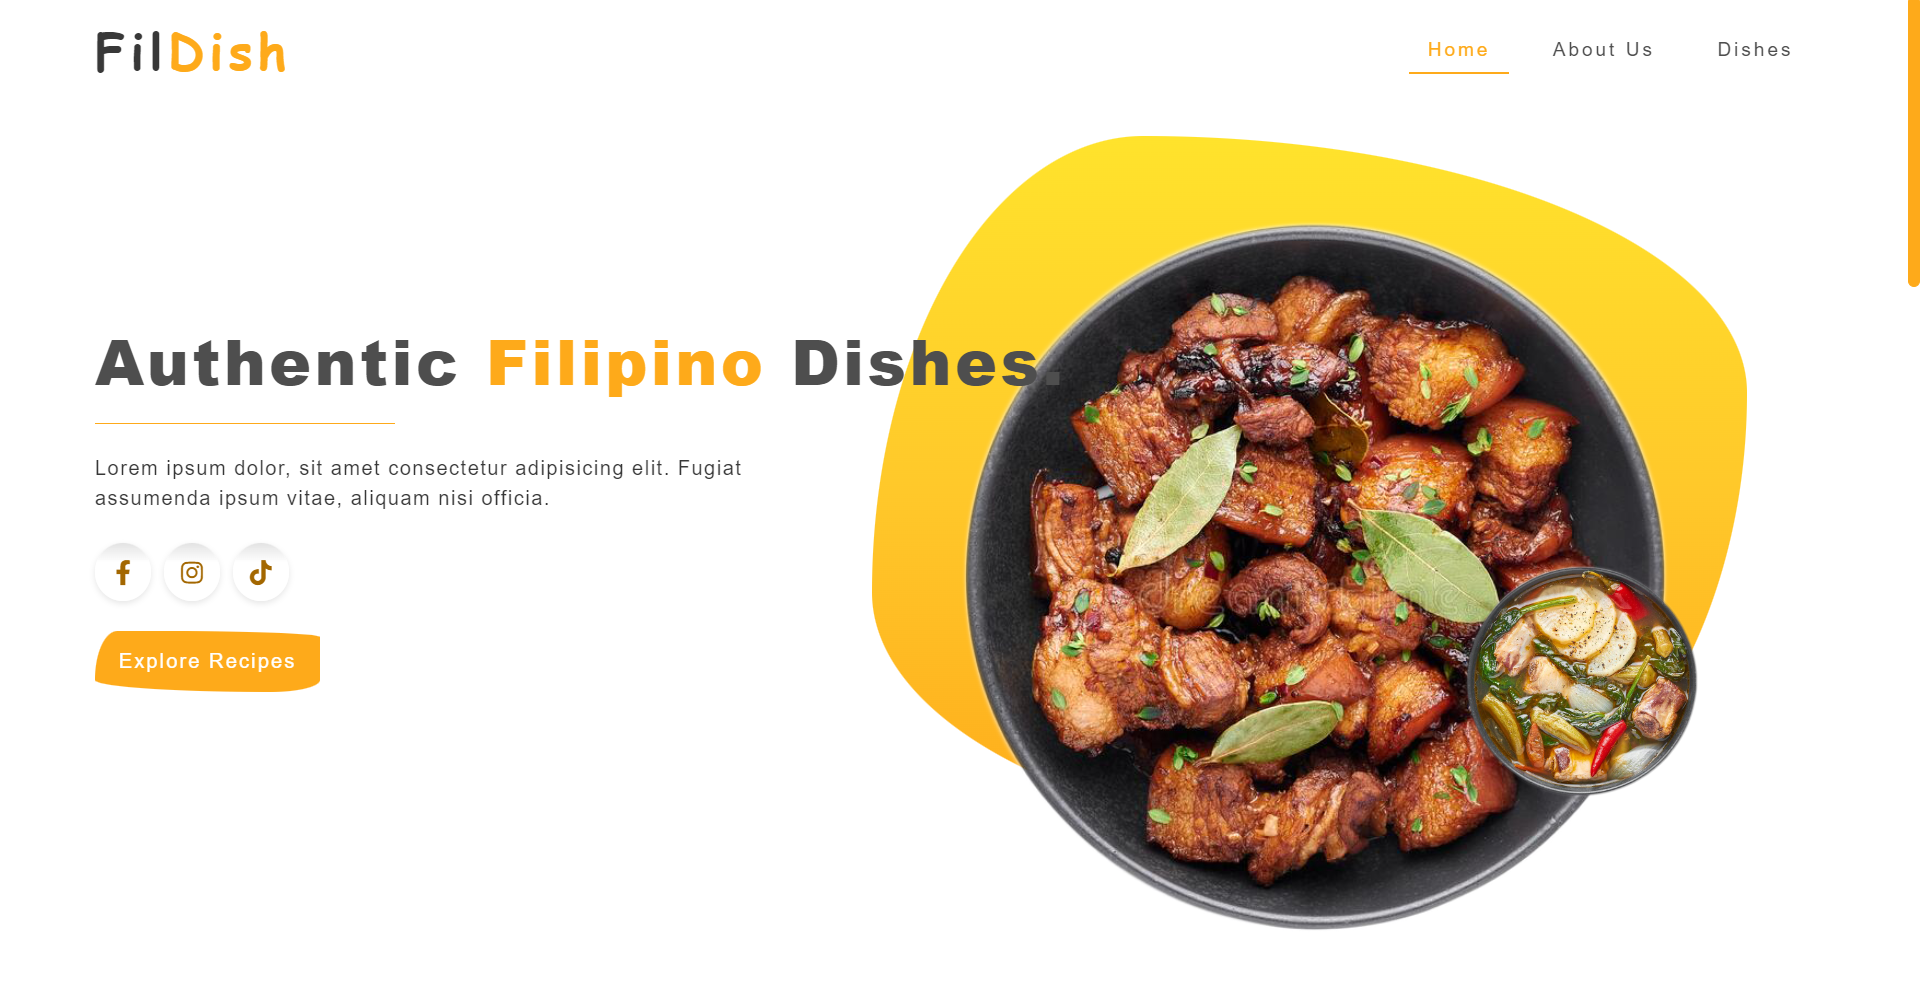 FilDish
Home About Us Dishes
Authentic Filipino Dishes.
Lorem ipsum dolor, sit amet consectetur adipisicing elit. Fugiat
assumenda ipsum vitae, aliquam nisi officia.
dreamstime
Explore Recipes